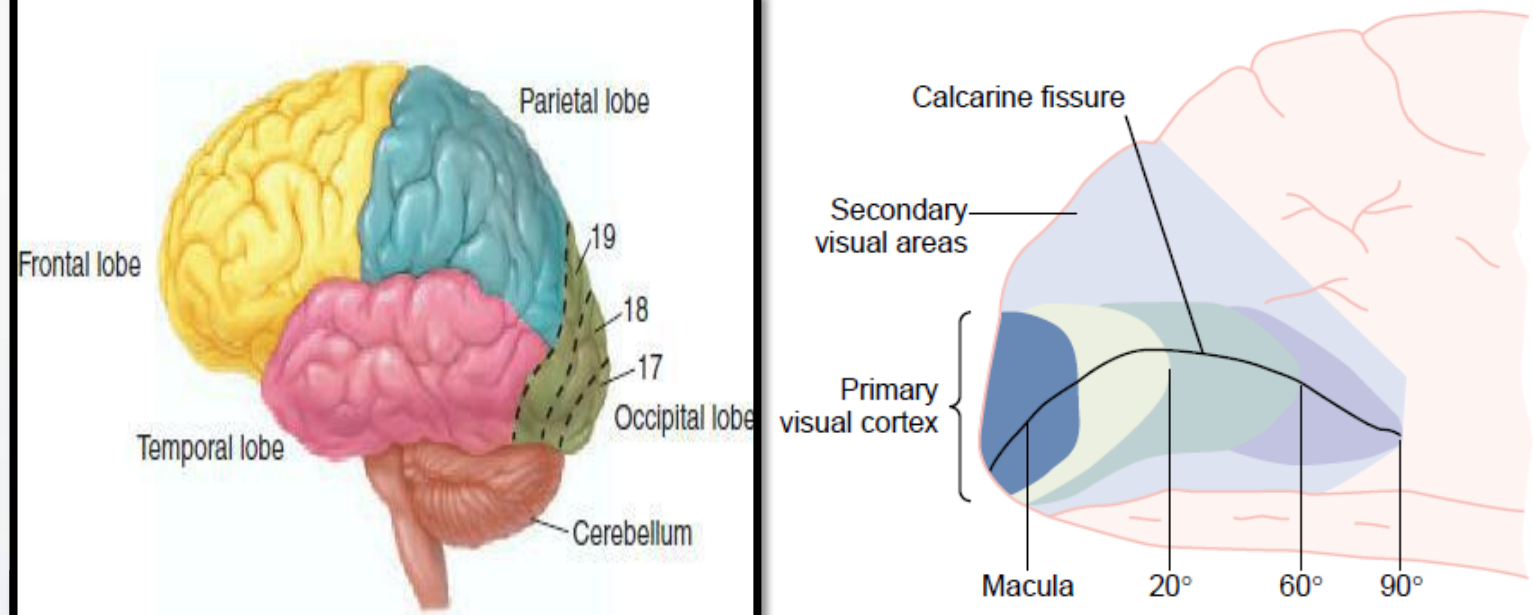 Parietal lobe
Frontal lobe
19
18
17
Occipital lobe
Temporal lobe
Cerebellum
Calcarine fissure
Secondary
visual areas
Primary
visual cortex
Macula 20° 60° 90°